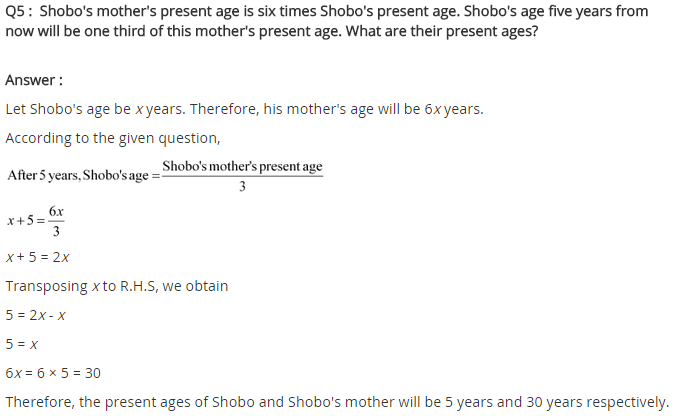 Q5 : Shobo's mother's present age is six times Shobo's present age. Shobo's age five years from
now will be one third of this mother's present age. What are their present ages?
Answer :
Let Shobo's age be x years. Therefore, his mother's age will be 6x years.
According to the given question,
After 5 years, Shobo's age = Shobo's mother's present age / 3
x + 5 = 6x / 3
x + 5 = 2x
Transposing x to R.H.S, we obtain
5 = 2x - x
5 = x
6x = 6 × 5 = 30
Therefore, the present ages of Shobo and Shobo's mother will be 5 years and 30 years respectively.